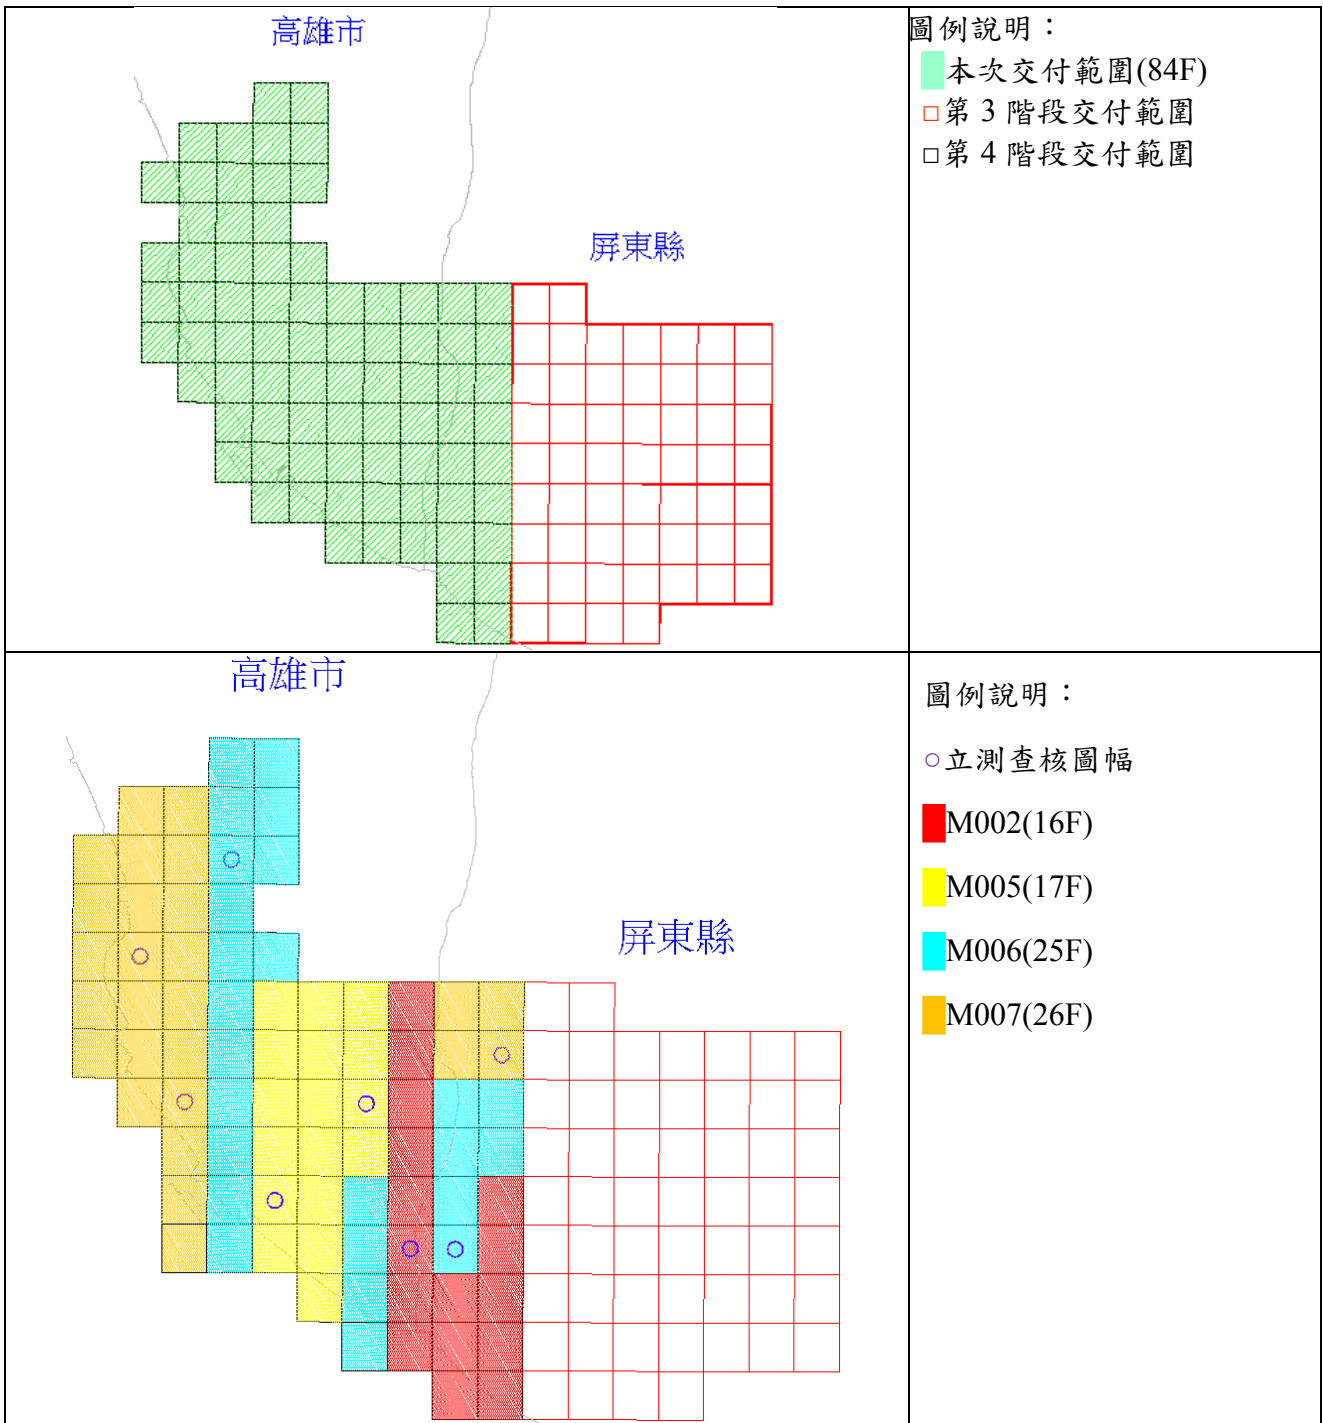 高雄市
屏東縣
圖例說明：
本次交付範圍(84F)
第 3 階段交付範圍
第 4 階段交付範圍
高雄市
屏東縣
圖例說明：
立測查核圖幅
M002(16F)
M005(17F)
M006(25F)
M007(26F)